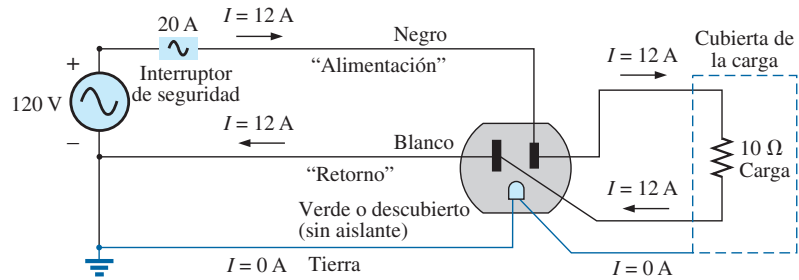 20 A
I = 12 A
Negro
“Alimentación”
Interruptor
de seguridad
+
120 V
–
I = 12 A
Blanco
“Retorno”
Verde o descubierto
(sin aislante)
I = 0 A
Tierra
I = 12 A
Cubierta de
la carga
10 Ω
Carga
I = 12 A
I = 0 A